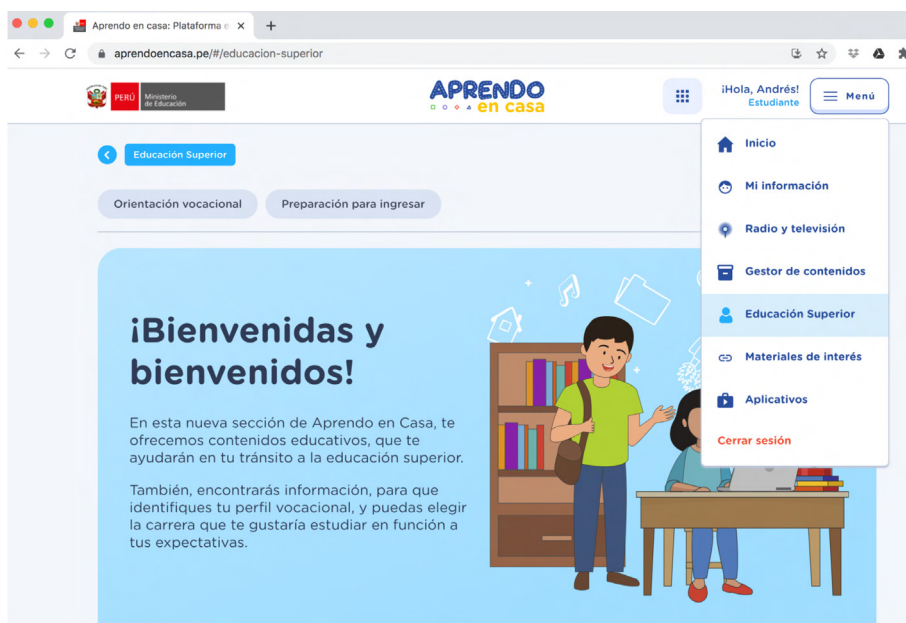 Aprendo en casa: Plataforma e
aprendoencasa.pe/#/educacion-superior
PERÚ
Ministerio
de Educación
APRENDO
en casa
¡Hola, Andrés!
Estudiante
Menú
Inicio
Mi información
Radio y televisión
Gestor de contenidos
Educación Superior
Materiales de interés
Aplicativos
Cerrar sesión
Educación Superior
Orientación vocacional
Preparación para ingresar
¡Bienvenidas y
bienvenidos!
En esta nueva sección de Aprendo en Casa, te
ofrecemos contenidos educativos, que te
ayudarán en tu tránsito a la educación superior.
También, encontrarás información, para que
identifiques tu perfil vocacional, y puedas elegir
la carrera que te gustaría estudiar en función a
tus expectativas.